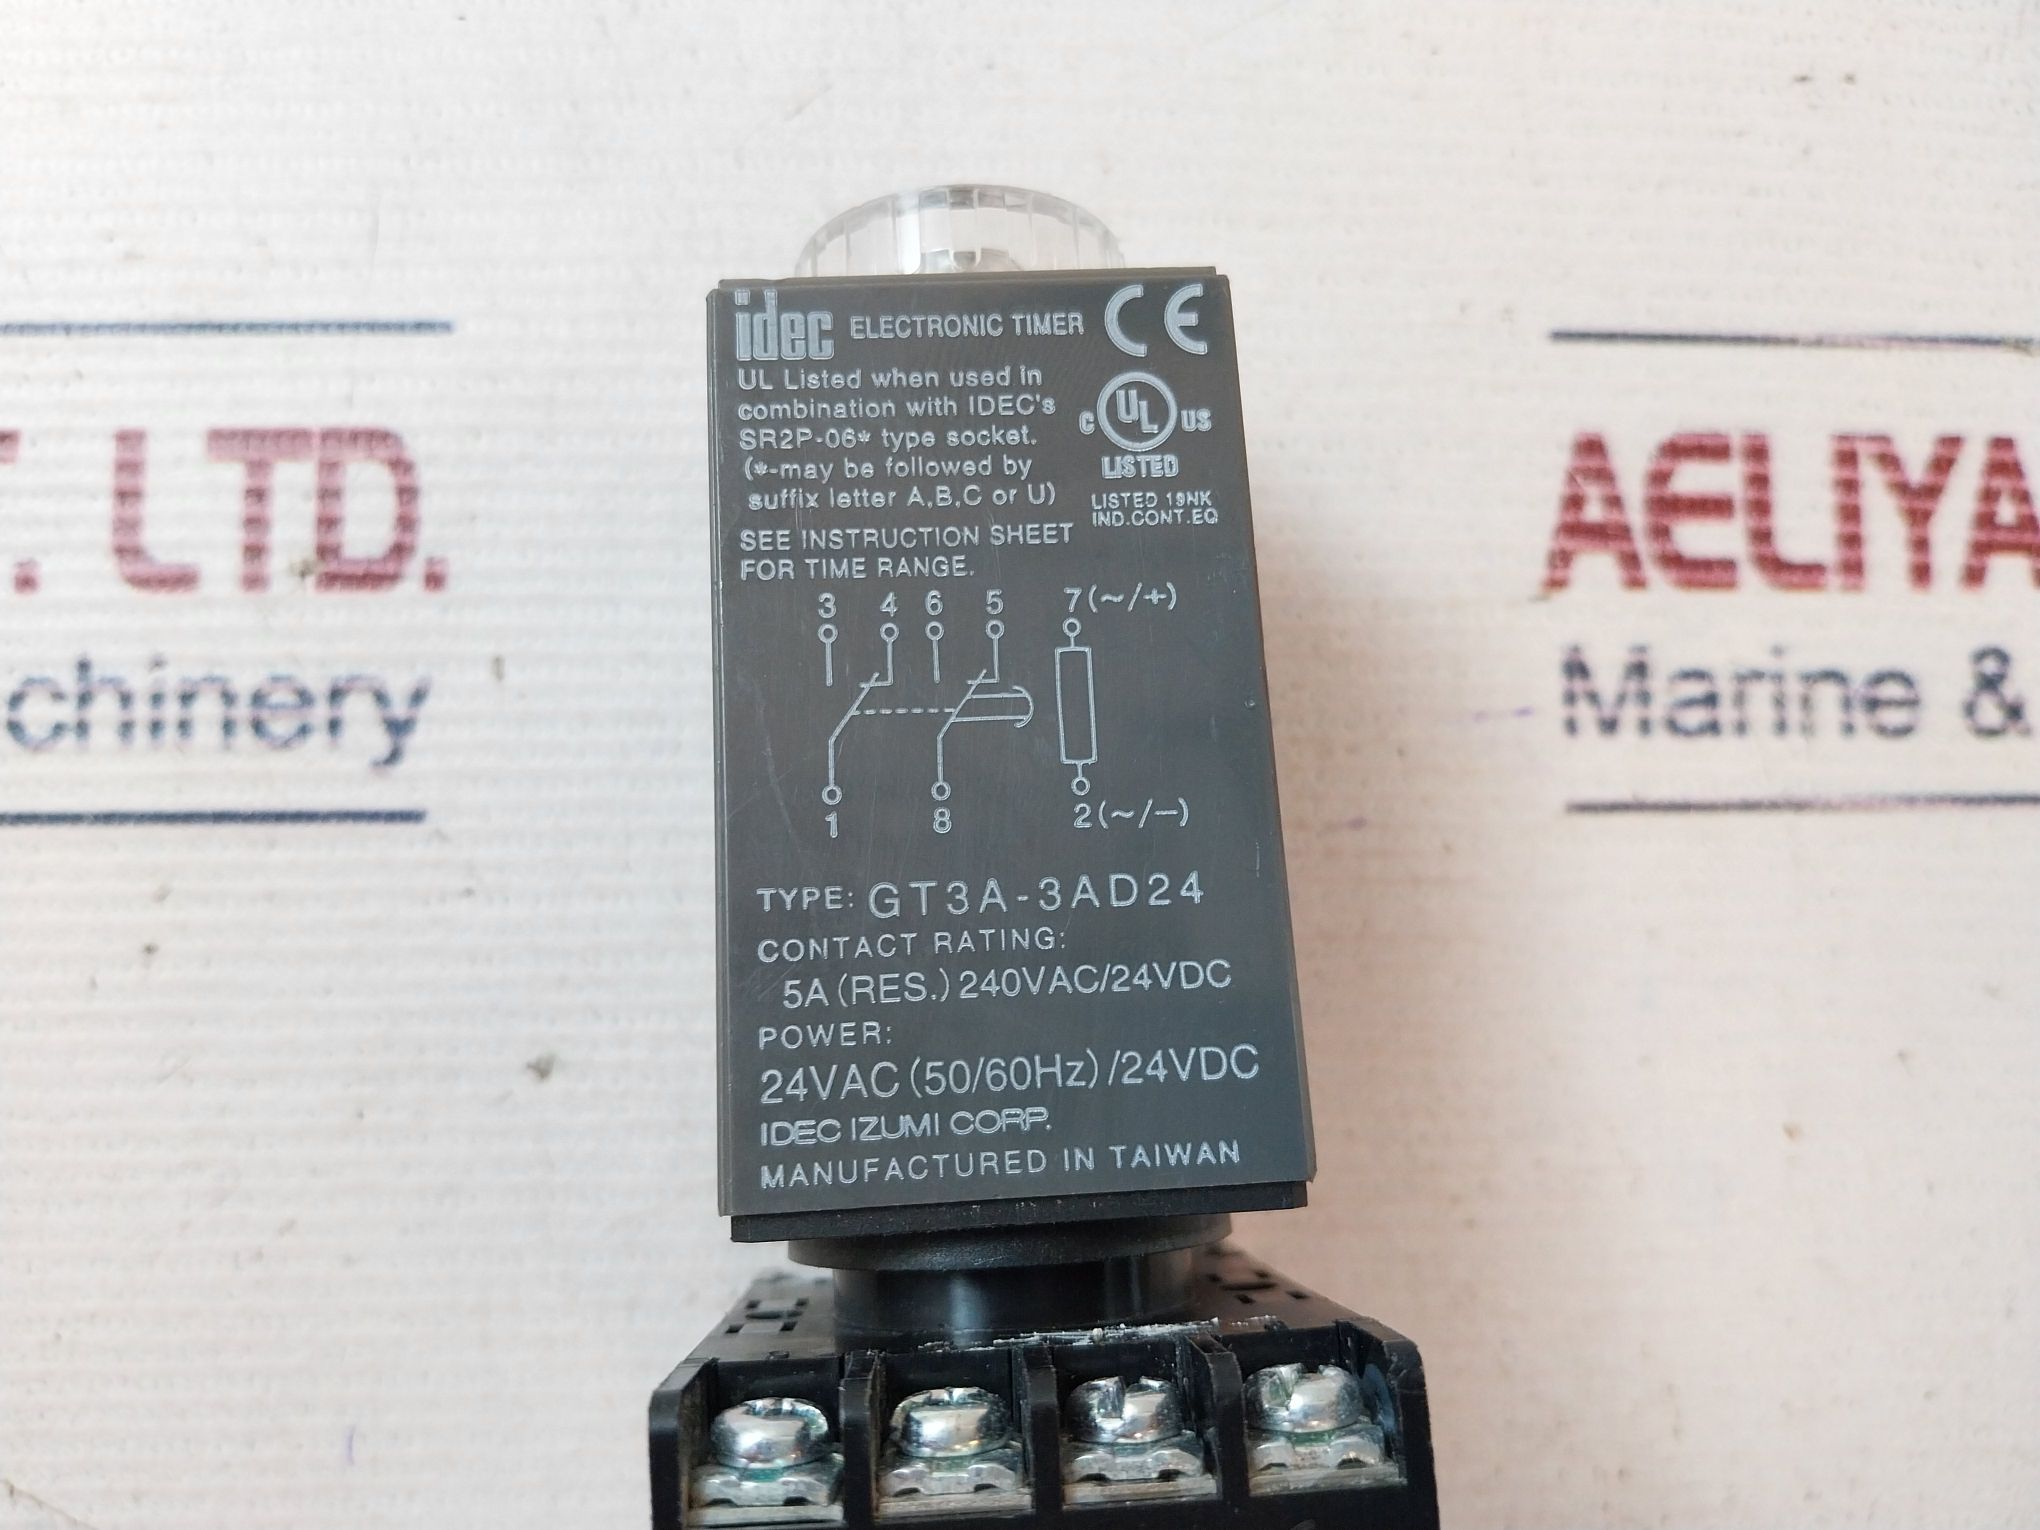 idec ELECTRONIC TIMER CE
UL Listed when used in
combination with IDEC's
SR2P-06* type socket.
(*-may be followed by
suffix letter A,B,C or U)
C UL US
LISTED
LISTED 19NK
IND.CONT.EQ
SEE INSTRUCTION SHEET
FOR TIME RANGE.
3 4 6 5 7(~/+)
1 8 2(~/−)
TYPE: GT3A-3AD24
CONTACT RATING:
5A (RES.) 240VAC/24VDC
POWER:
24VAC (50/60Hz) /24VDC
IDEC IZUMI CORP.
MANUFACTURED IN TAIWAN
. LTD.
chinery
AELIYA
Marine &